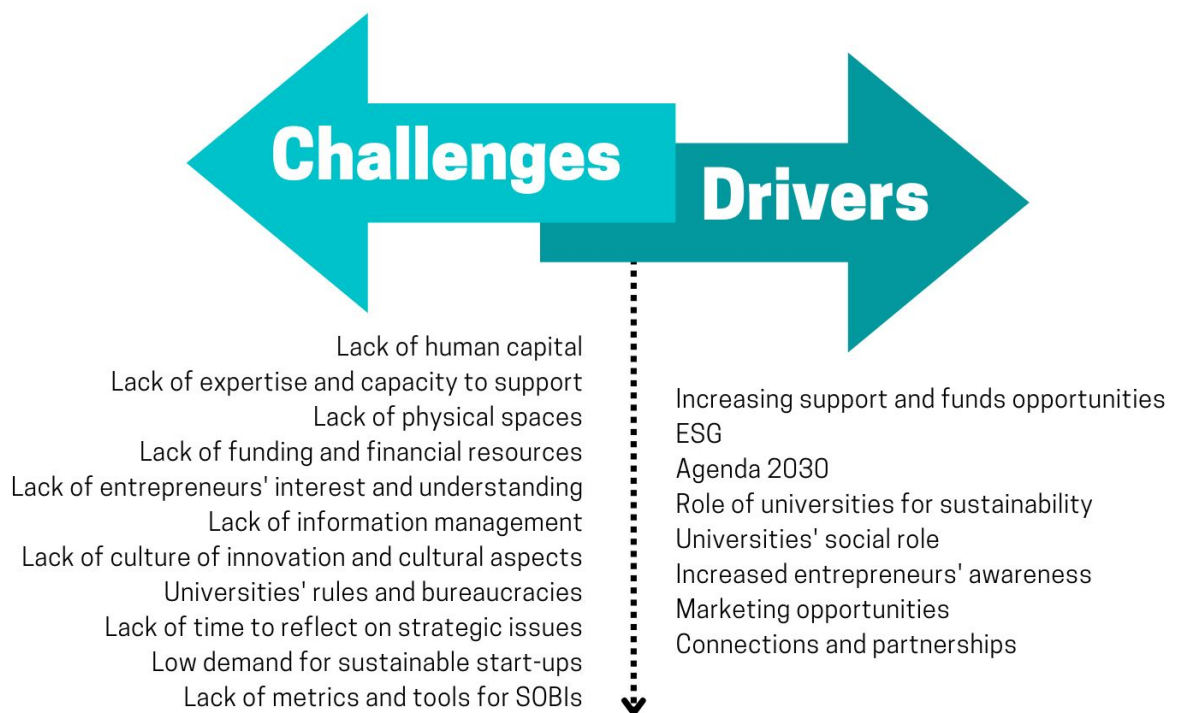 Challenges
Drivers
Lack of human capital
Lack of expertise and capacity to support
Lack of physical spaces
Lack of funding and financial resources
Lack of entrepreneurs' interest and understanding
Lack of information management
Lack of culture of innovation and cultural aspects
Universities' rules and bureaucracies
Lack of time to reflect on strategic issues
Low demand for sustainable start-ups
Lack of metrics and tools for SOBIs
Increasing support and funds opportunities
ESG
Agenda 2030
Role of universities for sustainability
Universities' social role
Increased entrepreneurs' awareness
Marketing opportunities
Connections and partnerships